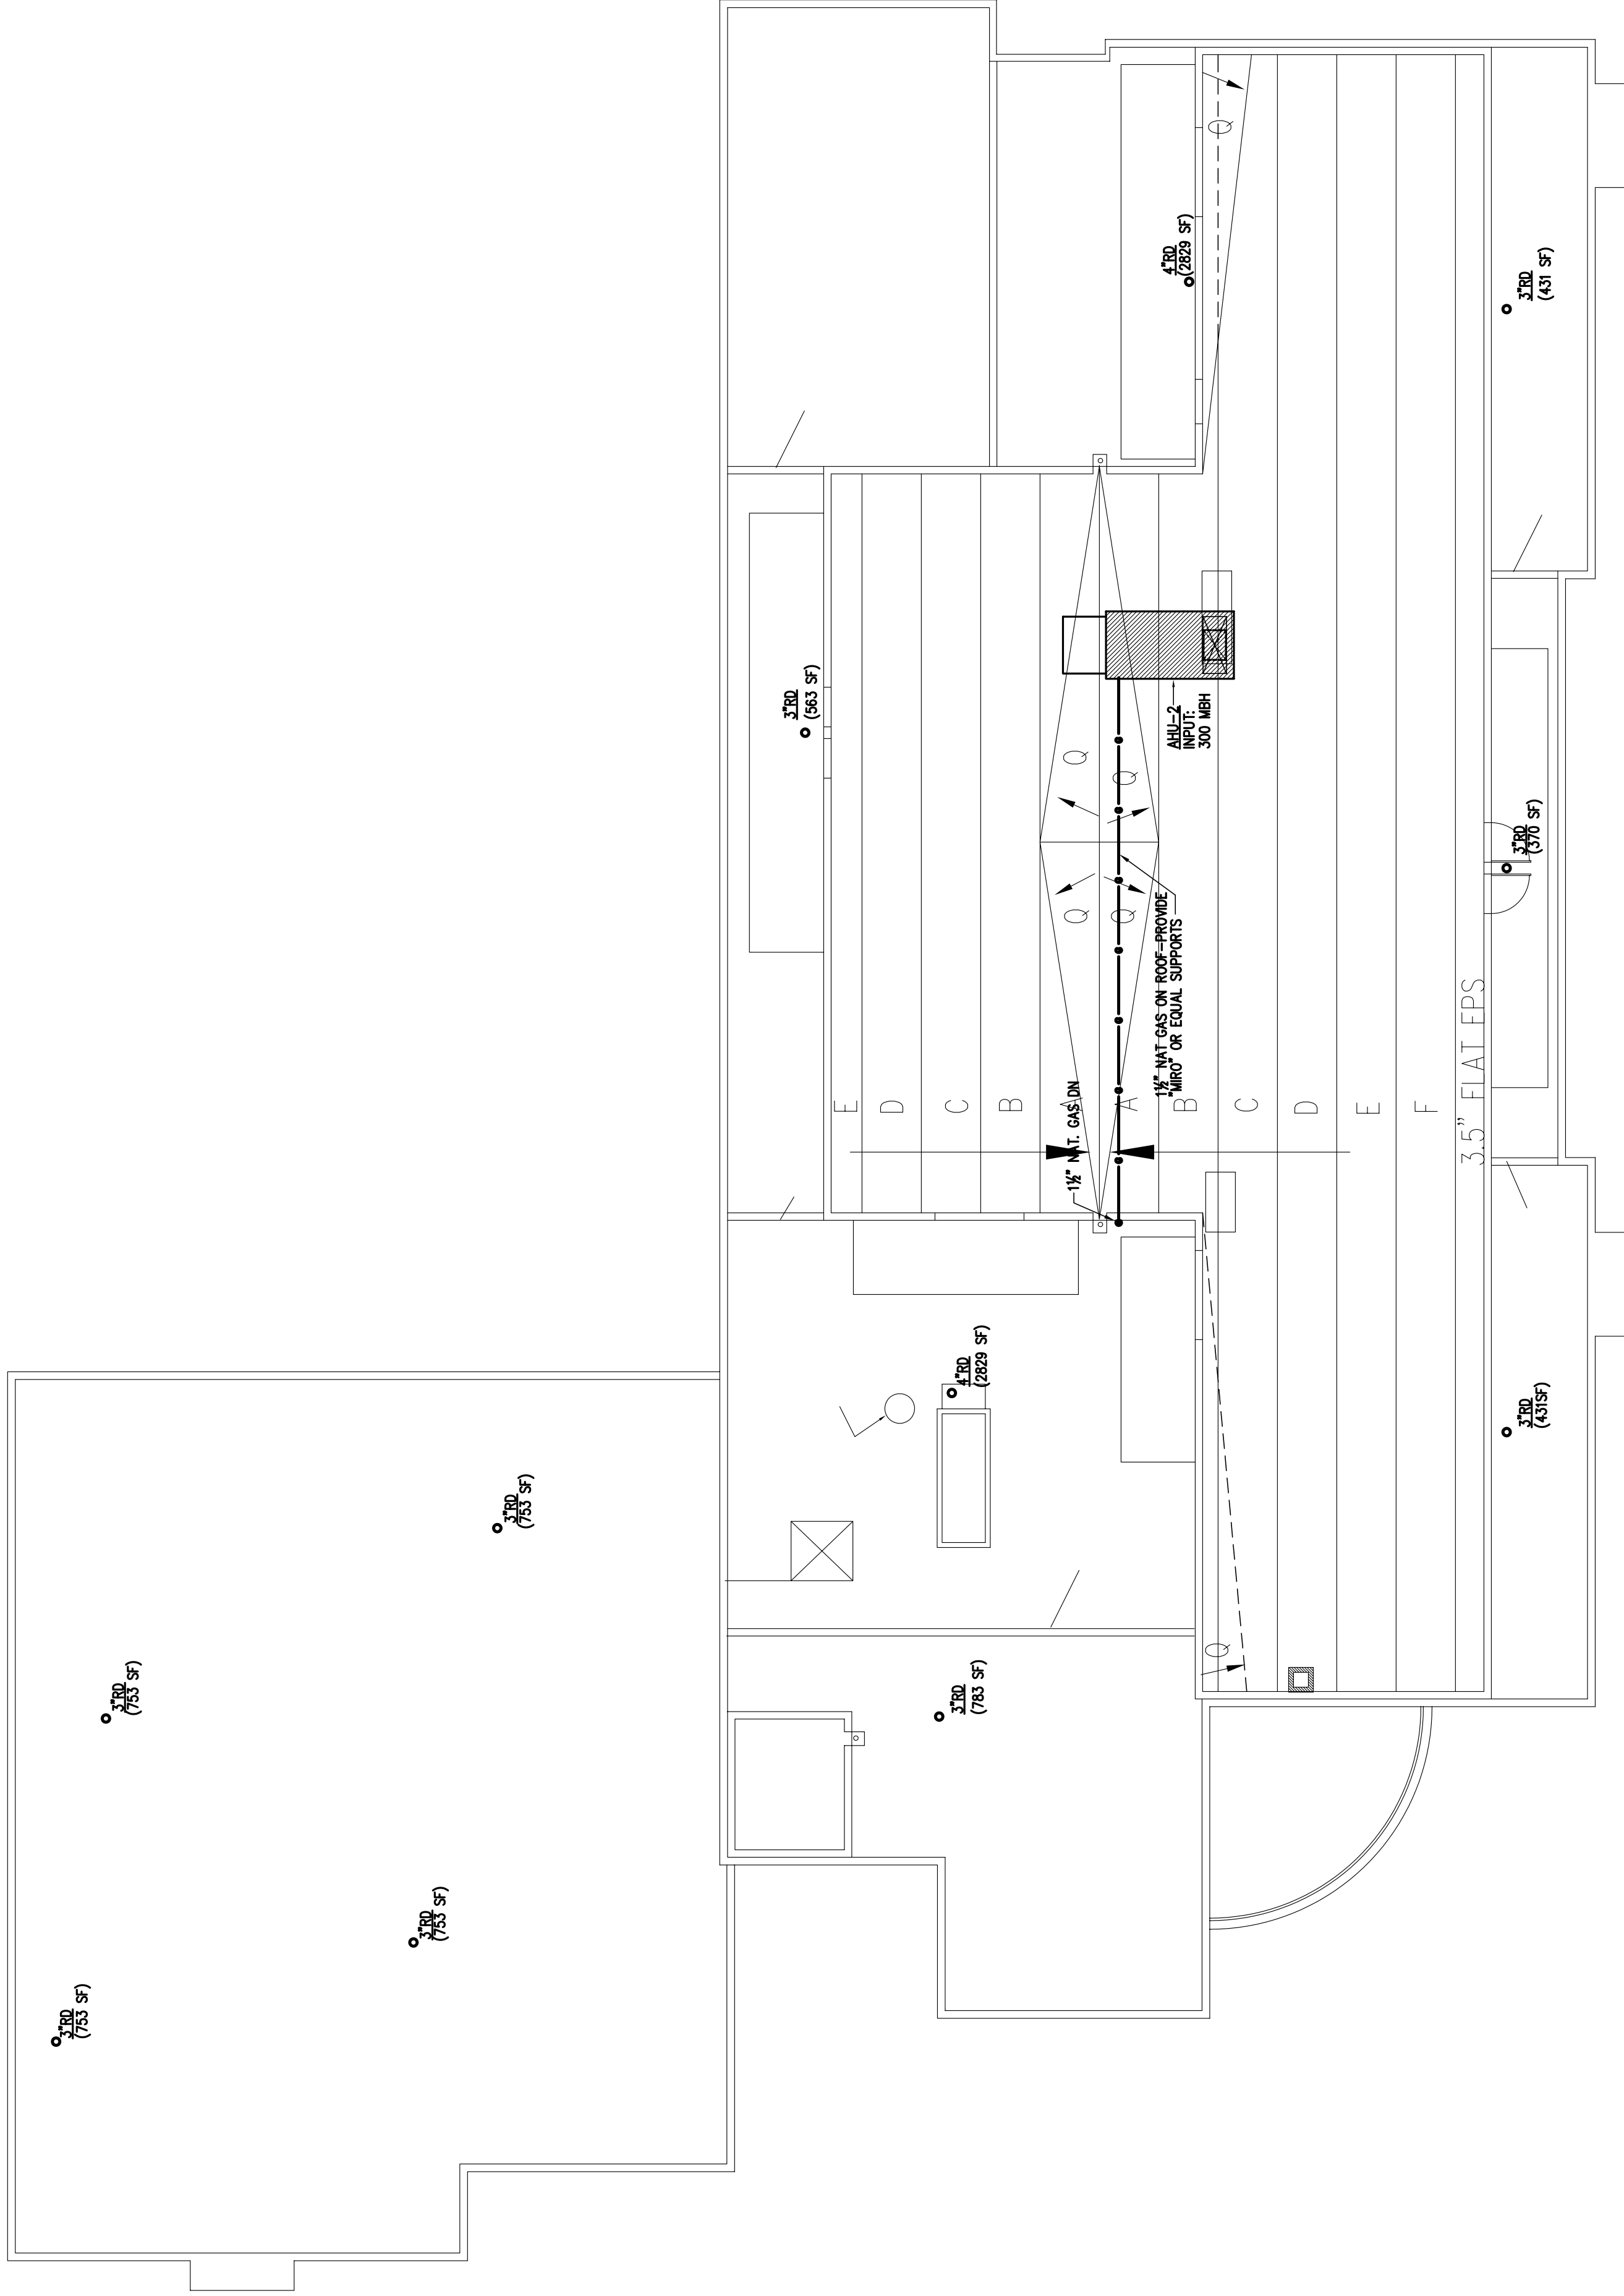 4"RD
(2829 SF)
3"RD
(431 SF)
3"RD
(563 SF)
AHU-2
INPUT:
300 MBH
3"RD
(370 SF)
1½" NAT GAS ON ROOF-PROVIDE
"MIRO" OR EQUAL SUPPORTS
1½" NAT. GAS DN
E
D
C
B
A
A
B
C
D
E
F
3.5" FLAT EPS
Q
Q
Q
Q
Q
Q
4"RD
(2829 SF)
3"RD
(431SF)
3"RD
(753 SF)
3"RD
(753 SF)
3"RD
(783 SF)
3"RD
(753 SF)
3"RD
(753 SF)